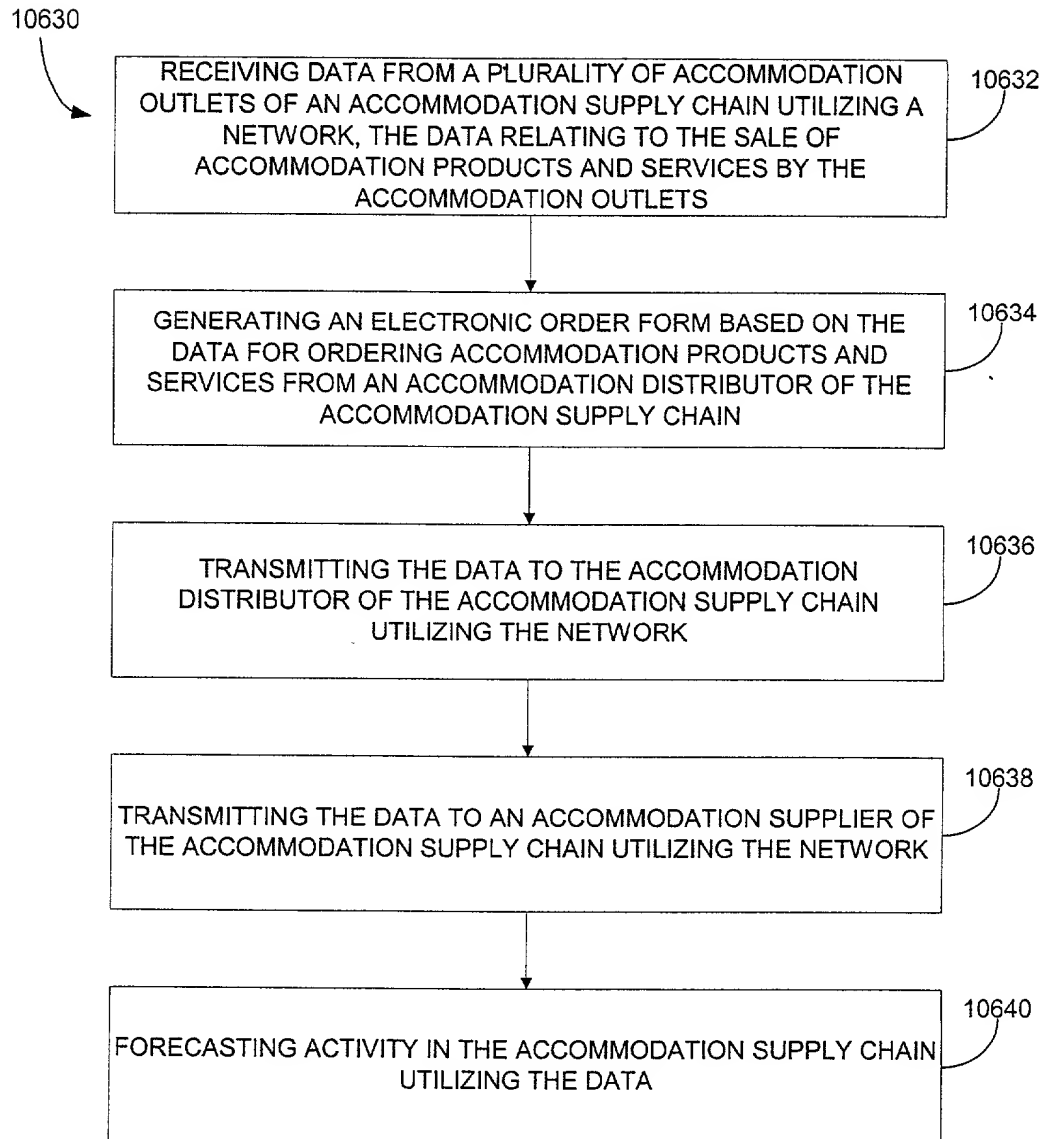 10630
RECEIVING DATA FROM A PLURALITY OF ACCOMMODATION
OUTLETS OF AN ACCOMMODATION SUPPLY CHAIN UTILIZING A
NETWORK, THE DATA RELATING TO THE SALE OF
ACCOMMODATION PRODUCTS AND SERVICES BY THE
ACCOMMODATION OUTLETS
10632
GENERATING AN ELECTRONIC ORDER FORM BASED ON THE
DATA FOR ORDERING ACCOMMODATION PRODUCTS AND
SERVICES FROM AN ACCOMMODATION DISTRIBUTOR OF THE
ACCOMMODATION SUPPLY CHAIN
10634
TRANSMITTING THE DATA TO THE ACCOMMODATION
DISTRIBUTOR OF THE ACCOMMODATION SUPPLY CHAIN
UTILIZING THE NETWORK
10636
TRANSMITTING THE DATA TO AN ACCOMMODATION SUPPLIER OF
THE ACCOMMODATION SUPPLY CHAIN UTILIZING THE NETWORK
10638
FORECASTING ACTIVITY IN THE ACCOMMODATION SUPPLY CHAIN
UTILIZING THE DATA
10640